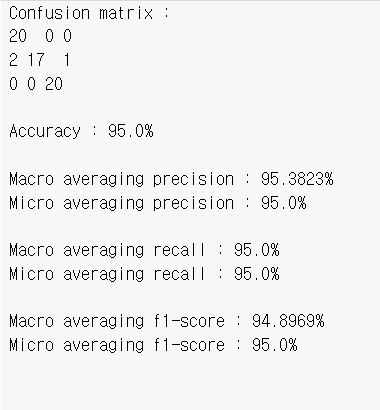 Confusion matrix :
20  0 0
2 17  1
0 0 20
Accuracy : 95.0%
Macro averaging precision : 95.3823%
Micro averaging precision : 95.0%
Macro averaging recall : 95.0%
Micro averaging recall : 95.0%
Macro averaging f1-score : 94.8969%
Micro averaging f1-score : 95.0%